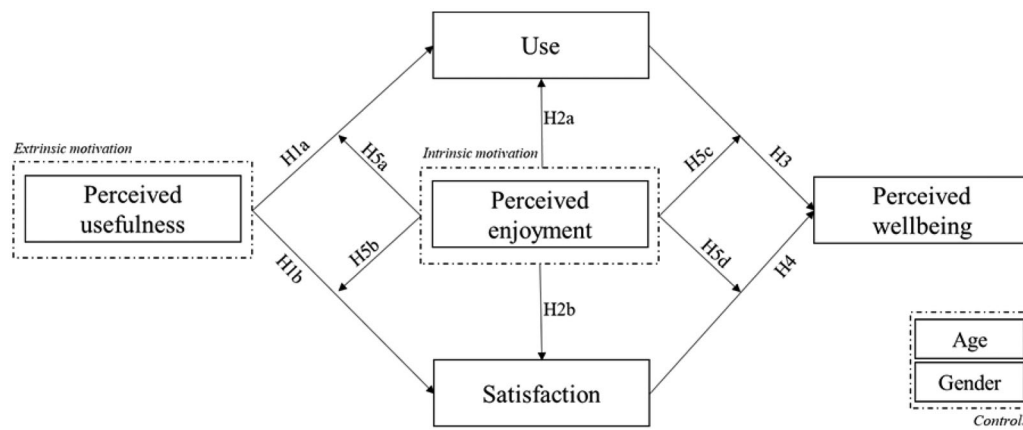 Use
H2a
Extrinsic motivation
H1a
H5a
Intrinsic motivation
H5c
H3
Perceived
usefulness
Perceived
enjoyment
Perceived
wellbeing
H1b
H5b
H5d
H4
H2b
Age
Satisfaction
Gender
Control